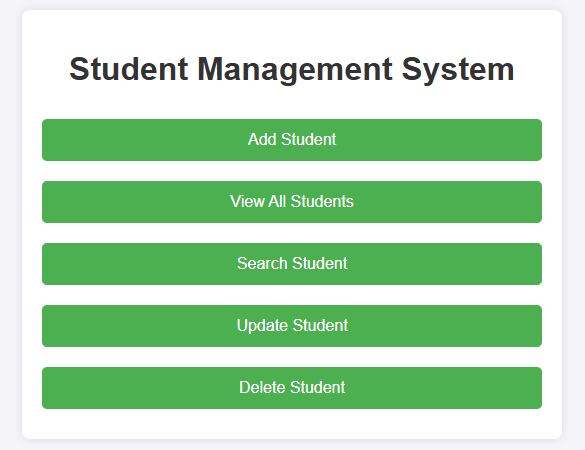 Student Management System
Add Student
View All Students
Search Student
Update Student
Delete Student